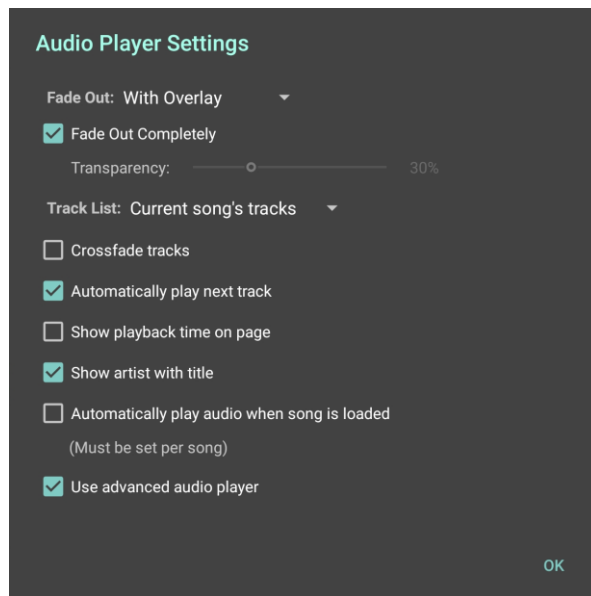 Audio Player Settings
Fade Out: With Overlay
Fade Out Completely
Transparency: 30%
Track List: Current song's tracks
Crossfade tracks
Automatically play next track
Show playback time on page
Show artist with title
Automatically play audio when song is loaded
(Must be set per song)
Use advanced audio player
OK